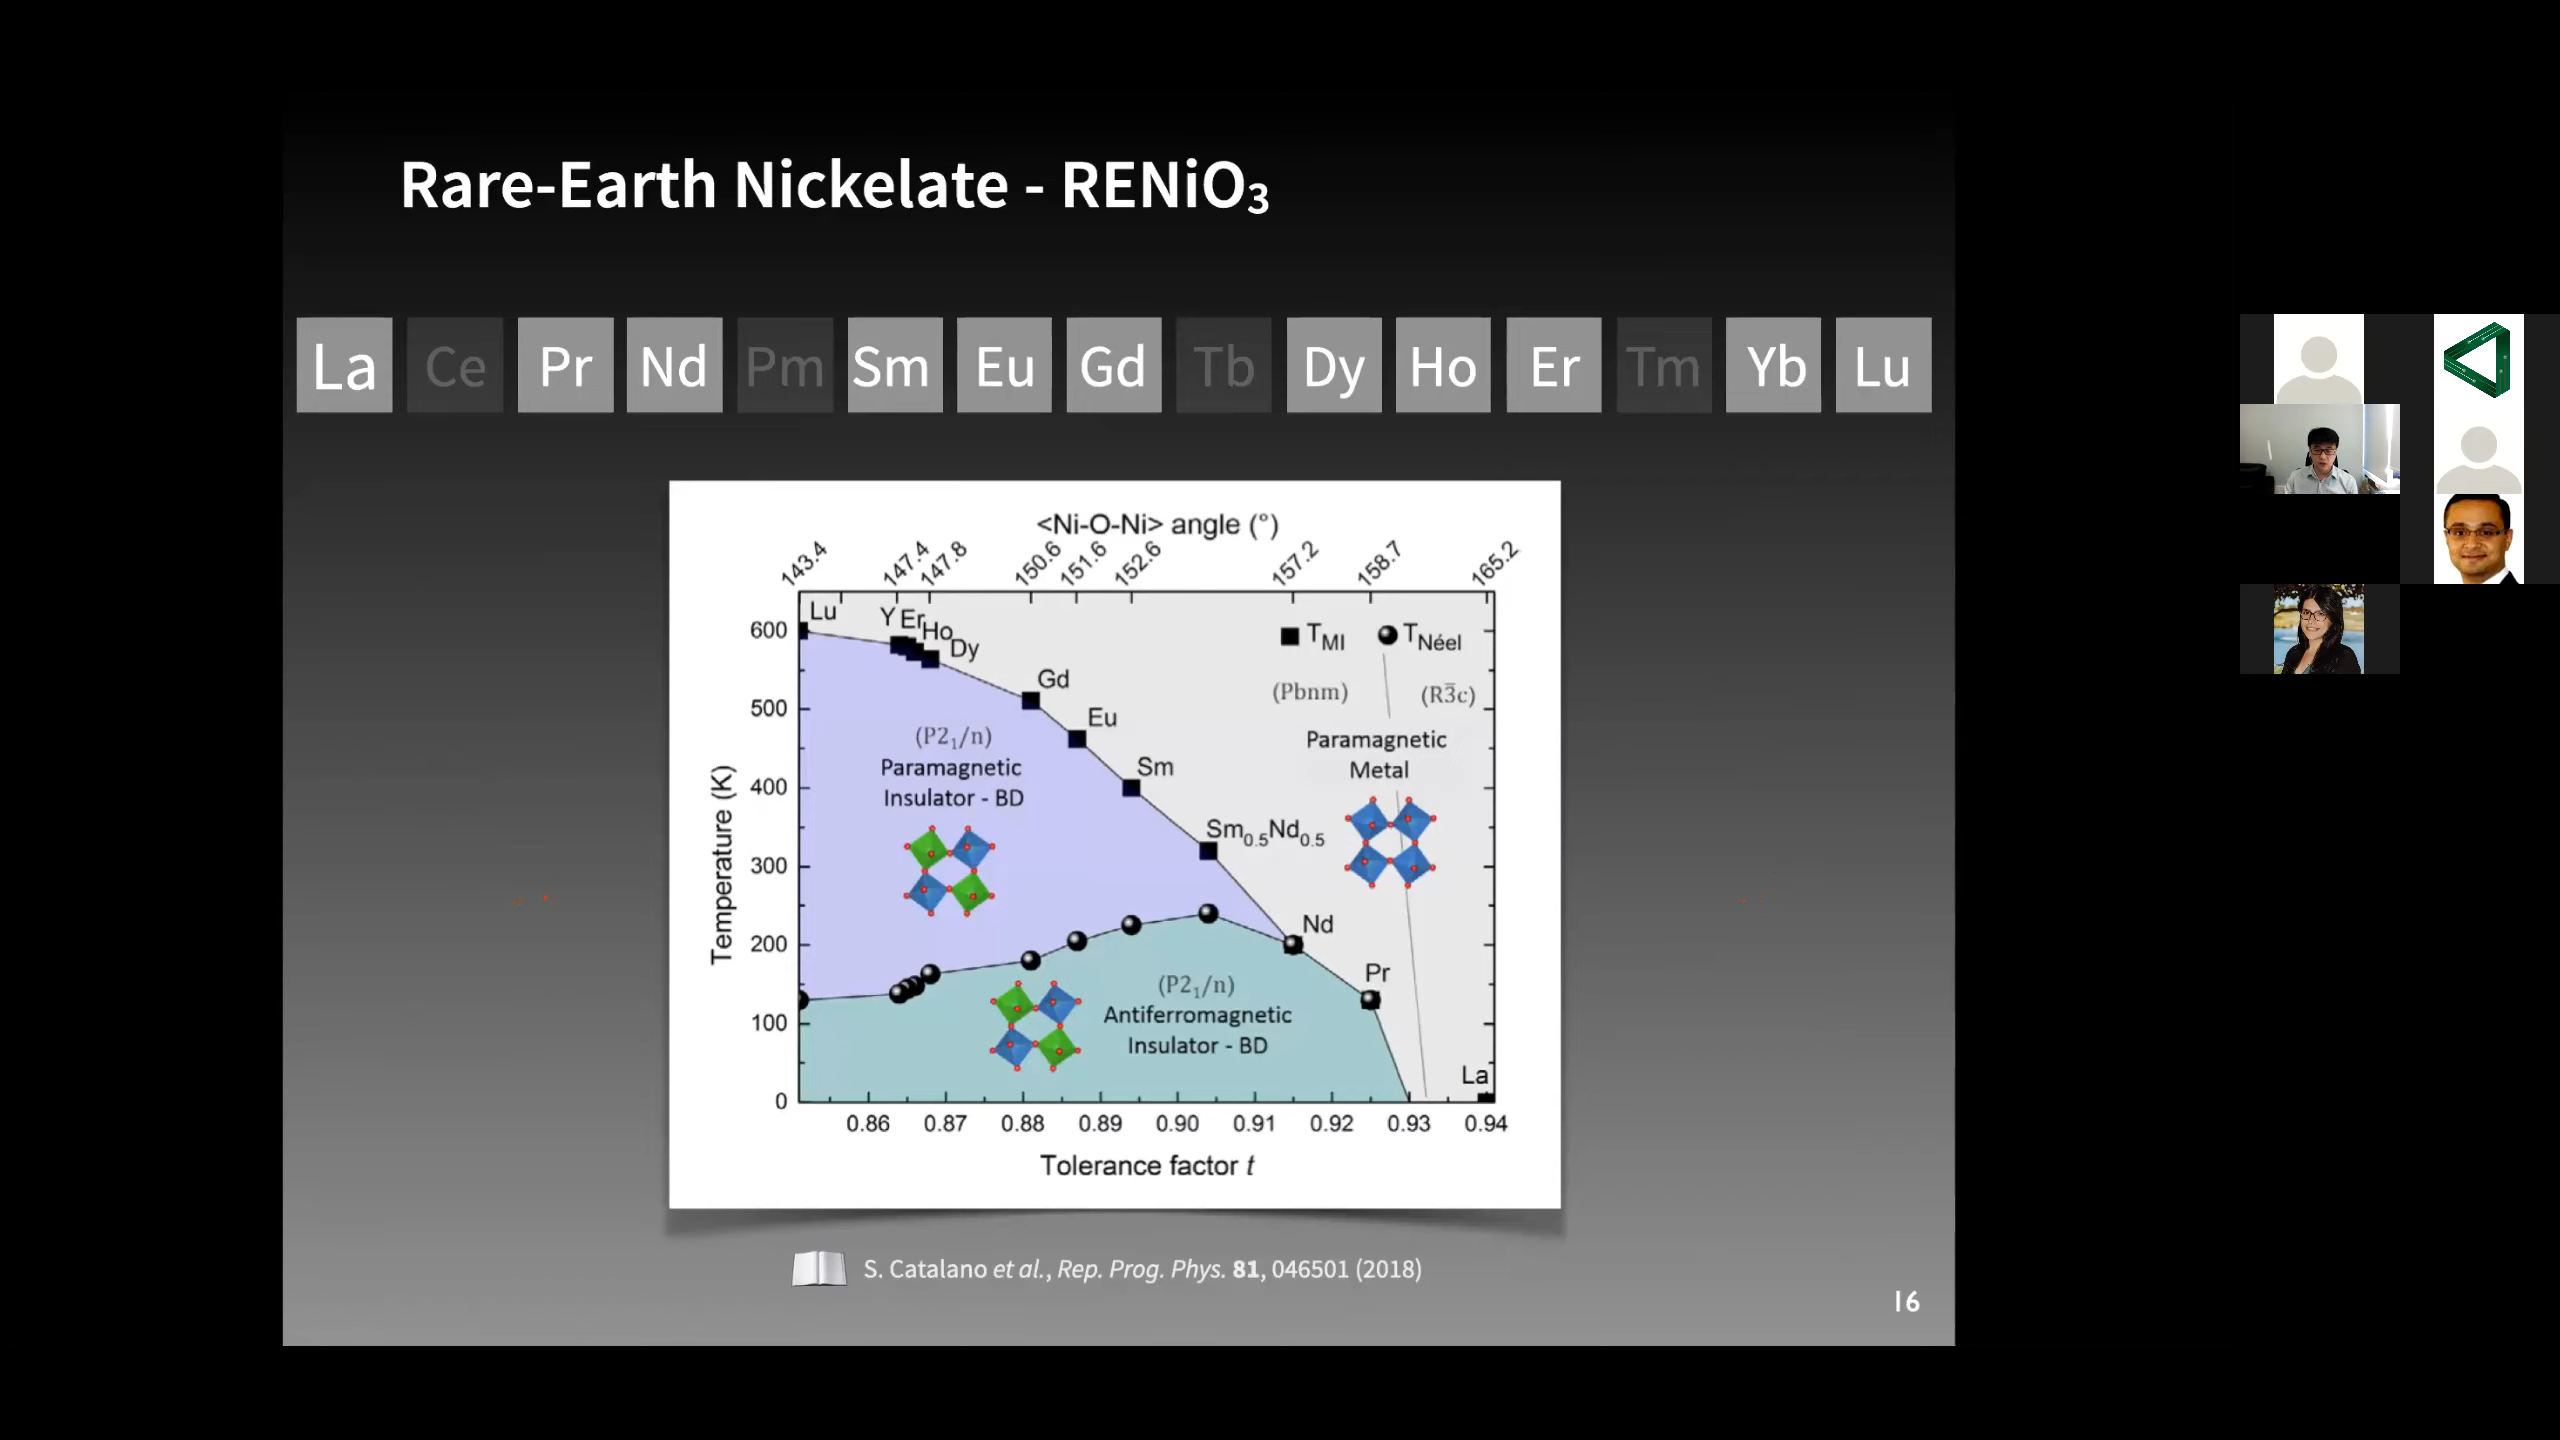 Rare-Earth Nickelate - RENiO₃
La Ce Pr Nd Pm Sm Eu Gd Tb Dy Ho Er Tm Yb Lu
<Ni-O-Ni> angle (°)
143.4 147.4 147.8 150.6 151.6 152.6 157.2 158.7 165.2
Lu
Y Er Ho Dy
Gd
Eu
Sm
Sm₀.₅Nd₀.₅
Nd
Pr
La
T_MI T_Néel
(Pbnm) (R3̅c)
Paramagnetic
Metal
(P2₁/n)
Paramagnetic
Insulator - BD
(P2₁/n)
Antiferromagnetic
Insulator - BD
Temperature (K)
600
500
400
300
200
100
0
0.86 0.87 0.88 0.89 0.90 0.91 0.92 0.93 0.94
Tolerance factor t
S. Catalano et al., Rep. Prog. Phys. 81, 046501 (2018)
16